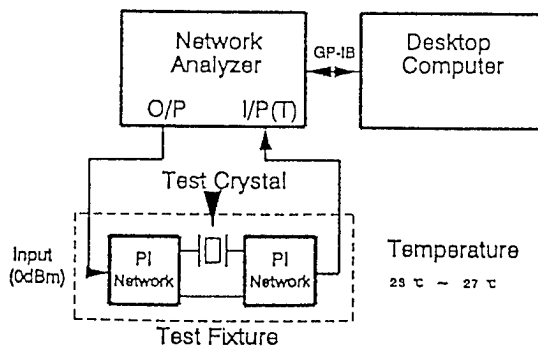 Network
Analyzer
O/P
I/P(T)
GP-IB
Desktop
Computer
Test Crystal
Input
(0dBm)
PI
Network
PI
Network
Temperature
23 ℃ ~ 27 ℃
Test Fixture